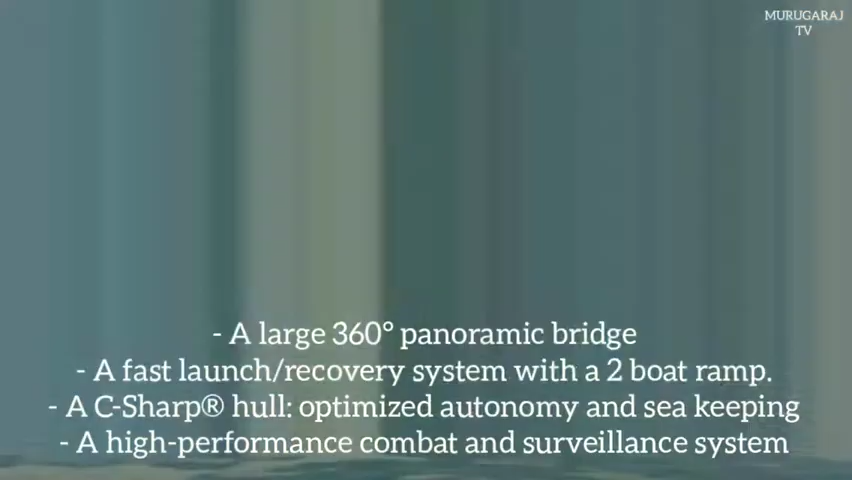 MURUGARAJ
TV
- A large 360° panoramic bridge
- A fast launch/recovery system with a 2 boat ramp.
- A C-Sharp® hull: optimized autonomy and sea keeping
- A high-performance combat and surveillance system